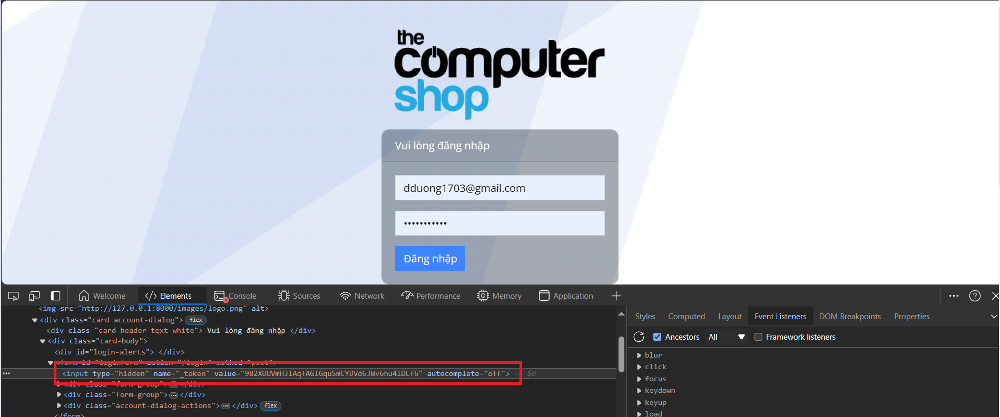 the
computer
shop
Vui lòng đăng nhập
dduong1703@gmail.com
•••••••••••
Đăng nhập
Welcome
Elements
Console
Sources
Network
Performance
Memory
Application
<img src="http://127.0.0.1:8000/images/logo.png" alt>
<div class="card account-dialog"> flex
<div class="card-header text-white"> Vui lòng đăng nhập </div>
<div class="card-body">
<div id="login-alerts"> </div>
<form id="loginForm" action="/login" method="post">
<input type="hidden" name="_token" value="982XUUVmHJIAqfAGIGquSmCYBVd6JWv6hu4lDLf6" autocomplete="off"> == $0
<div class="form-group"> … </div>
<div class="form-group"> … </div>
<div class="account-dialog-actions"> … </div> flex
</form>
Styles
Computed
Layout
Event Listeners
DOM Breakpoints
Properties
Ancestors
All
Framework listeners
blur
click
focus
keydown
keyup
load